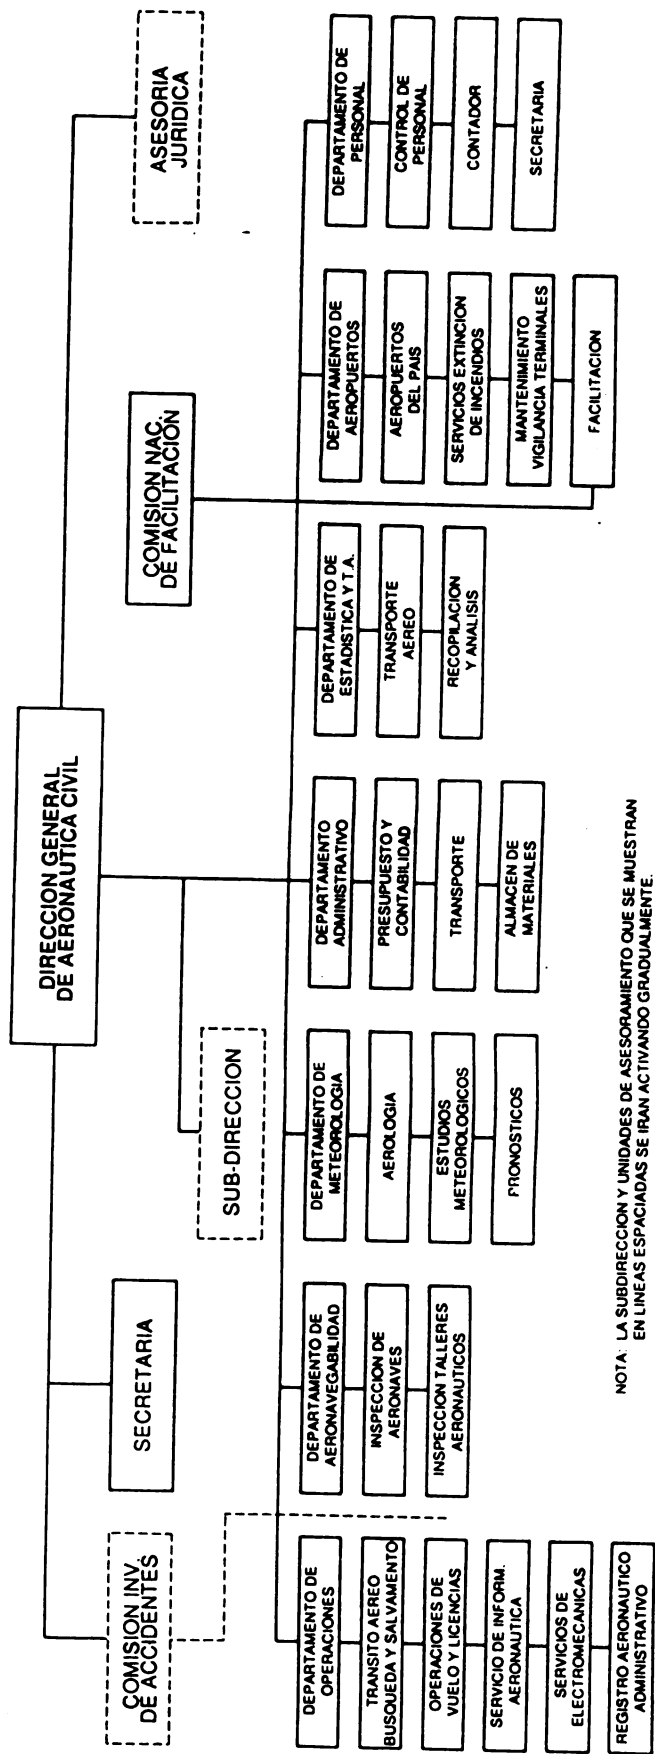 DIRECCION GENERAL
DE AERONAUTICA CIVIL
COMISION INV.
DE ACCIDENTES
SECRETARIA
SUB-DIRECCION
COMISION NAC.
DE FACILITACIÓN
ASESORIA
JURIDICA
DEPARTAMENTO DE
OPERACIONES
TRANSITO AEREO
BUSQUEDA Y SALVAMENTO
OPERACIONES DE
VUELO Y LICENCIAS
SERVICIO DE INFORM.
AERONAUTICA
SERVICIOS DE
ELECTROMECANICAS
REGISTRO AERONAUTICO
ADMINISTRATIVO
DEPARTAMENTO DE
AERONAVEGABILIDAD
INSPECCION DE
AERONAVES
INSPECCION TALLERES
AERONAUTICOS
DEPARTAMENTO DE
METEOROLOGIA
AEROLOGIA
ESTUDIOS
METEOROLOGICOS
PRONOSTICOS
DEPARTAMENTO
ADMINISTRATIVO
PRESUPUESTO Y
CONTABILIDAD
TRANSPORTE
ALMACEN DE
MATERIALES
DEPARTAMENTO DE
ESTADISTICA Y T.A.
TRANSPORTE
AEREO
RECOPILACION
Y ANALISIS
DEPARTAMENTO DE
AEROPUERTOS
AEROPUERTOS
DEL PAIS
SERVICIOS EXTINCION
DE INCENDIOS
MANTENIMIENTO
VIGILANCIA TERMINALES
FACILITACION
DEPARTAMENTO DE
PERSONAL
CONTROL DE
PERSONAL
CONTADOR
SECRETARIA
NOTA: LA SUBDIRECCION Y UNIDADES DE ASESORAMIENTO QUE SE MUESTRAN
EN LINEAS ESPACIADAS SE IRAN ACTIVANDO GRADUALMENTE.